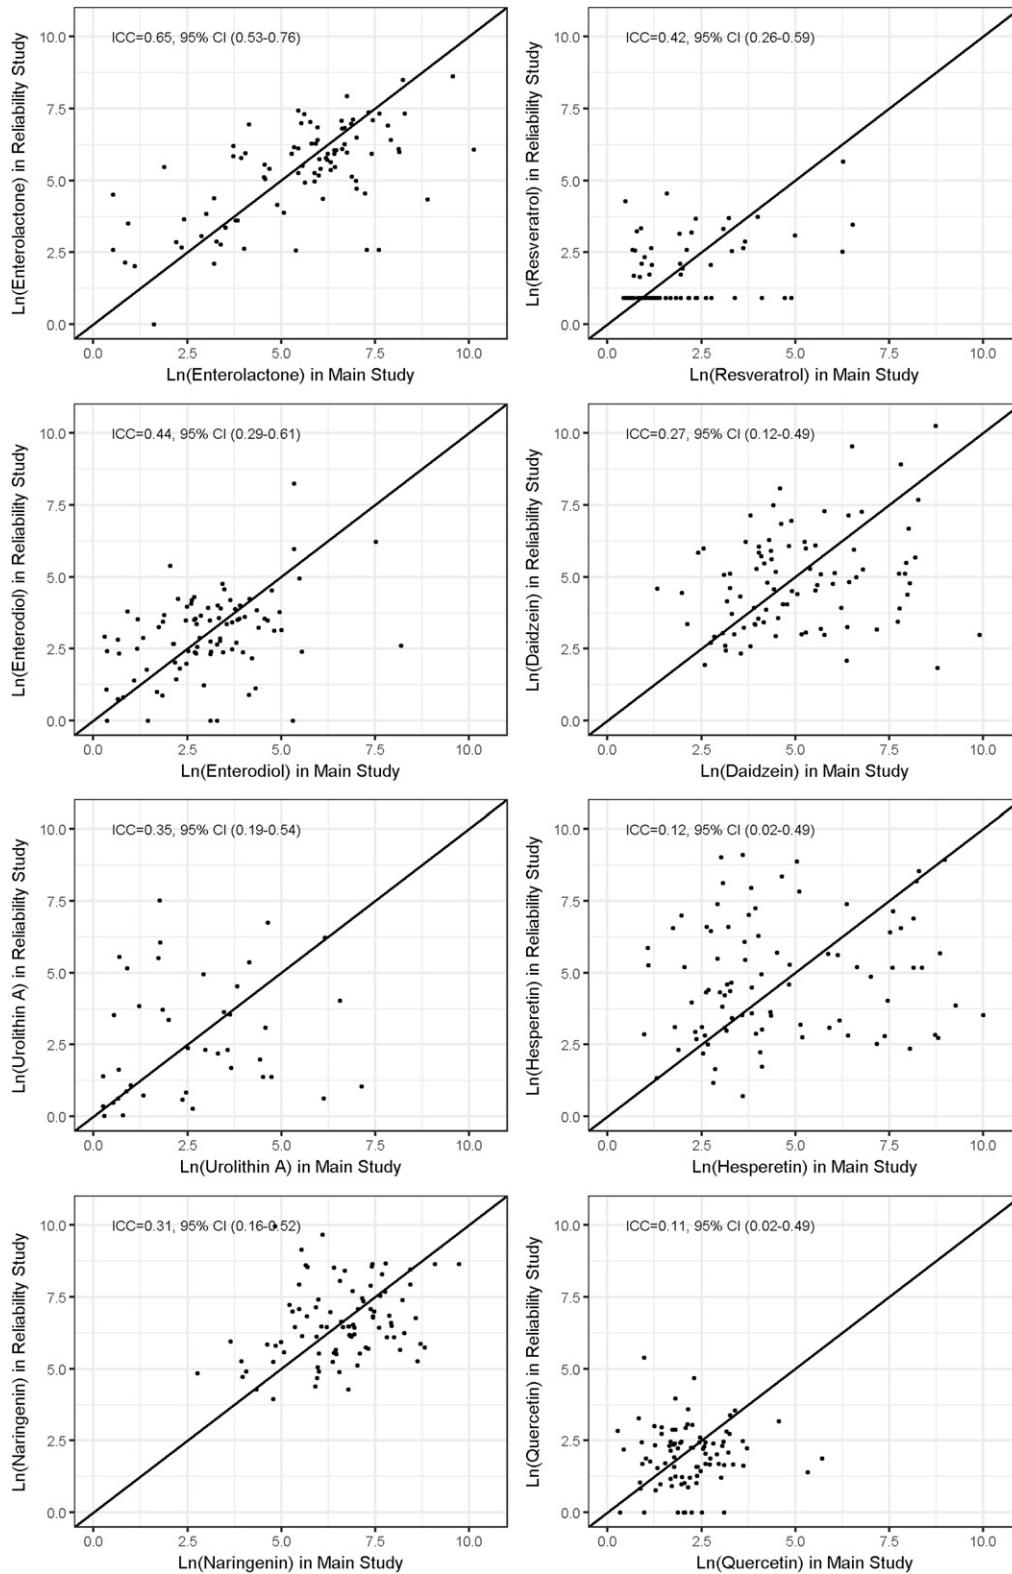 ICC=0.65, 95% CI (0.53-0.76)
Ln(Enterolactone) in Reliability Study
10.0
7.5
5.0
2.5
0.0
0.0 2.5 5.0 7.5 10.0
Ln(Enterolactone) in Main Study
ICC=0.42, 95% CI (0.26-0.59)
Ln(Resveratrol) in Reliability Study
10.0
7.5
5.0
2.5
0.0
0.0 2.5 5.0 7.5 10.0
Ln(Resveratrol) in Main Study
ICC=0.44, 95% CI (0.29-0.61)
Ln(Enterodiol) in Reliability Study
10.0
7.5
5.0
2.5
0.0
0.0 2.5 5.0 7.5 10.0
Ln(Enterodiol) in Main Study
ICC=0.27, 95% CI (0.12-0.49)
Ln(Daidzein) in Reliability Study
10.0
7.5
5.0
2.5
0.0
0.0 2.5 5.0 7.5 10.0
Ln(Daidzein) in Main Study
ICC=0.35, 95% CI (0.19-0.54)
Ln(Urolithin A) in Reliability Study
10.0
7.5
5.0
2.5
0.0
0.0 2.5 5.0 7.5 10.0
Ln(Urolithin A) in Main Study
ICC=0.12, 95% CI (0.02-0.49)
Ln(Hesperetin) in Reliability Study
10.0
7.5
5.0
2.5
0.0
0.0 2.5 5.0 7.5 10.0
Ln(Hesperetin) in Main Study
ICC=0.31, 95% CI (0.16-0.52)
Ln(Naringenin) in Reliability Study
10.0
7.5
5.0
2.5
0.0
0.0 2.5 5.0 7.5 10.0
Ln(Naringenin) in Main Study
ICC=0.11, 95% CI (0.02-0.49)
Ln(Quercetin) in Reliability Study
10.0
7.5
5.0
2.5
0.0
0.0 2.5 5.0 7.5 10.0
Ln(Quercetin) in Main Study